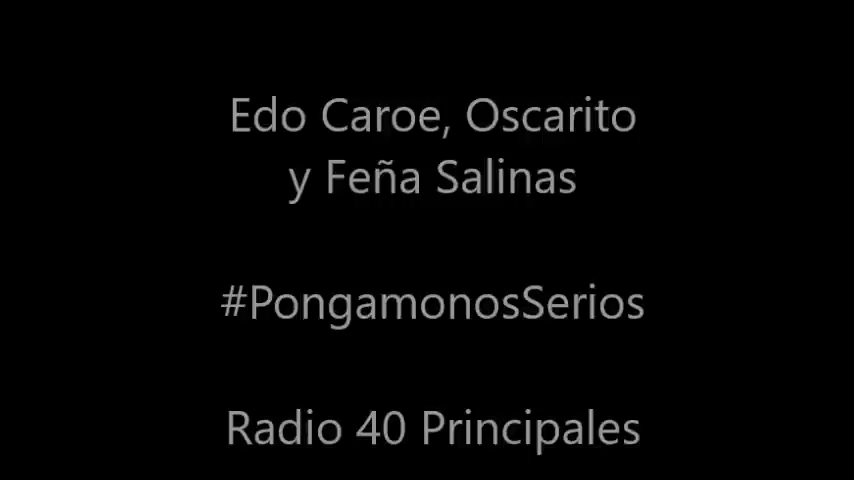 Edo Caroe, Oscarito
y Feña Salinas
#PongamonosSerios
Radio 40 Principales